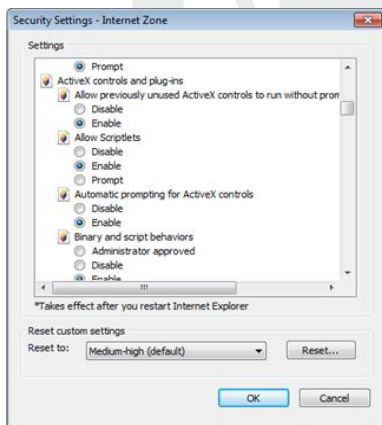 Security Settings - Internet Zone
Settings
Prompt
ActiveX controls and plug-ins
Allow previously unused ActiveX controls to run without prom
Disable
Enable
Allow Scriptlets
Disable
Enable
Prompt
Automatic prompting for ActiveX controls
Disable
Enable
Binary and script behaviors
Administrator approved
Disable
Enable
*Takes effect after you restart Internet Explorer
Reset custom settings
Reset to: Medium-high (default) Reset...
OK Cancel